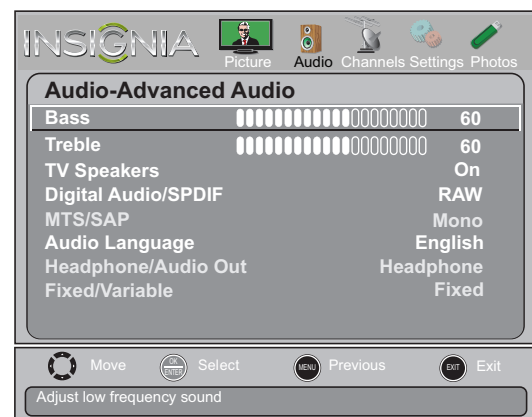 INSIGNIA
Picture Audio Channels Settings Photos
Audio-Advanced Audio
Bass 60
Treble 60
TV Speakers On
Digital Audio/SPDIF RAW
MTS/SAP Mono
Audio Language English
Headphone/Audio Out Headphone
Fixed/Variable Fixed
Move OK ENTER Select MENU Previous EXIT Exit
Adjust low frequency sound